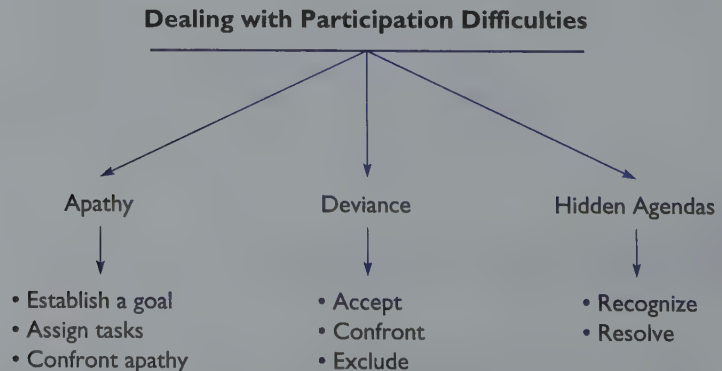 Dealing with Participation Difficulties
Apathy
Deviance
Hidden Agendas
• Establish a goal
• Assign tasks
• Confront apathy
• Accept
• Confront
• Exclude
• Recognize
• Resolve